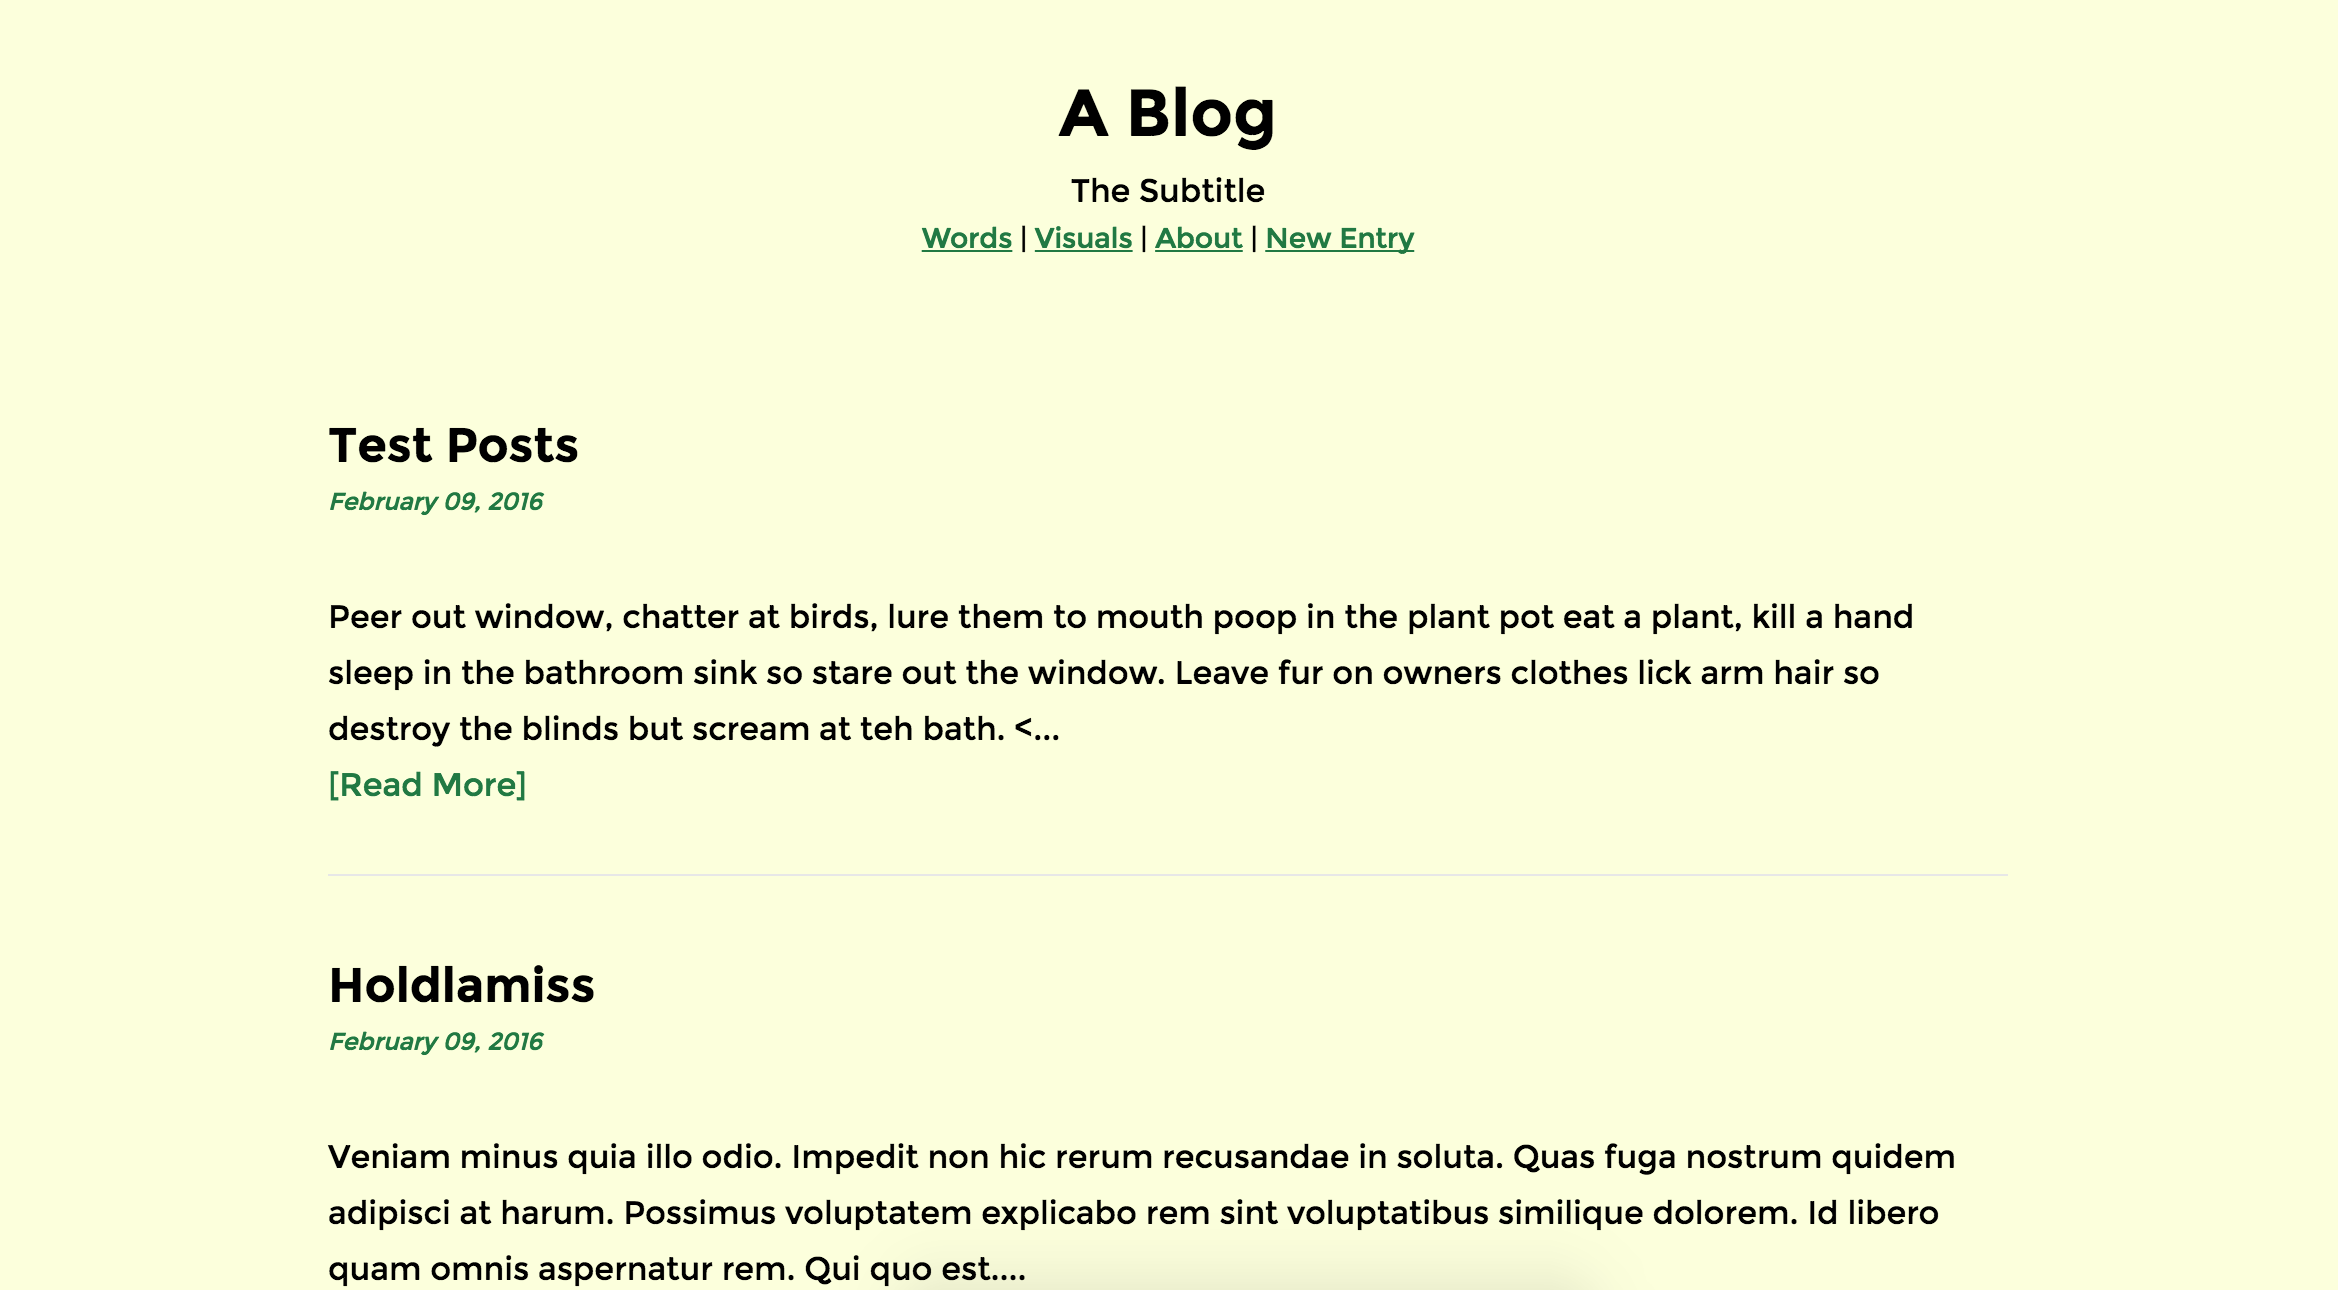 A Blog
The Subtitle
Words | Visuals | About | New Entry
Test Posts
February 09, 2016
Peer out window, chatter at birds, lure them to mouth poop in the plant pot eat a plant, kill a hand
sleep in the bathroom sink so stare out the window. Leave fur on owners clothes lick arm hair so
destroy the blinds but scream at teh bath. <...
[Read More]
Holdlamiss
February 09, 2016
Veniam minus quia illo odio. Impedit non hic rerum recusandae in soluta. Quas fuga nostrum quidem
adipisci at harum. Possimus voluptatem explicabo rem sint voluptatibus similique dolorem. Id libero
quam omnis aspernatur rem. Qui quo est....